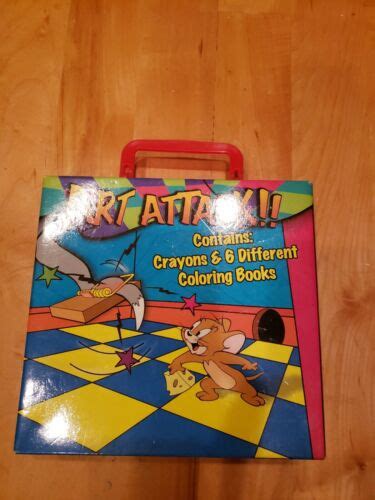 ART ATTACK!!
Contains:
Crayons & 6 Different
Coloring Books